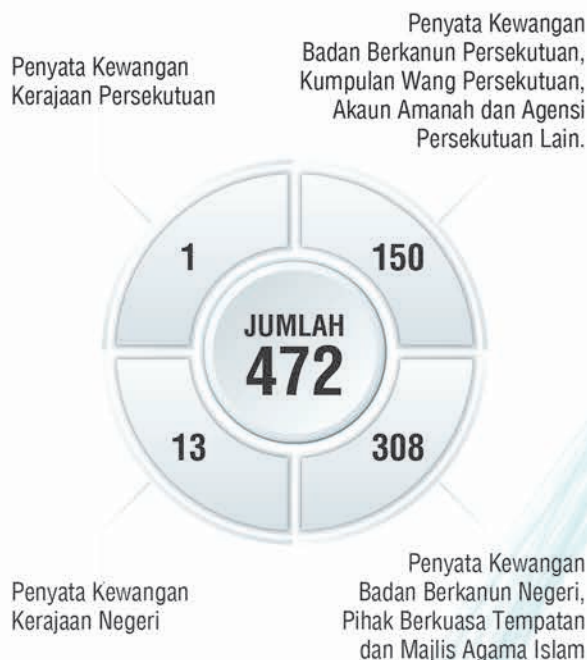 Penyata Kewangan
Kerajaan Persekutuan
Penyata Kewangan
Badan Berkanun Persekutuan,
Kumpulan Wang Persekutuan,
Akaun Amanah dan Agensi
Persekutuan Lain.
1
150
JUMLAH
472
13
308
Penyata Kewangan
Kerajaan Negeri
Penyata Kewangan
Badan Berkanun Negeri,
Pihak Berkuasa Tempatan
dan Majlis Agama Islam